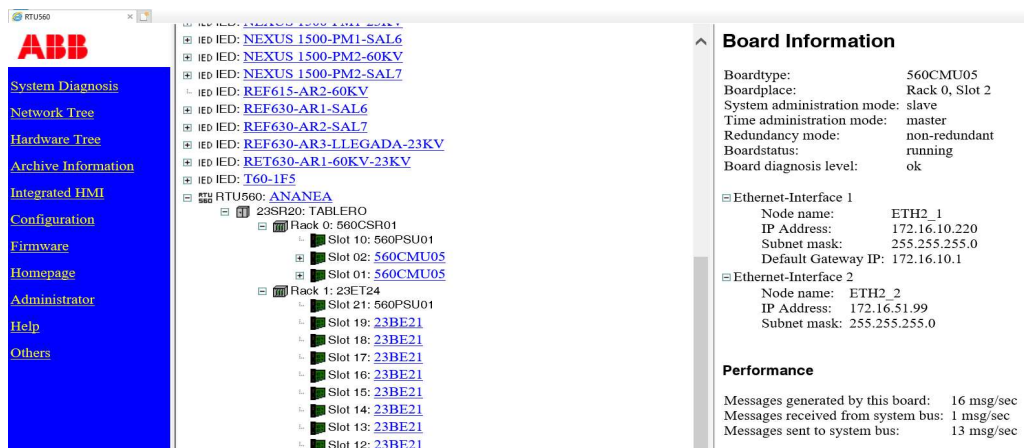 RTU560
ABB
System Diagnosis
Network Tree
Hardware Tree
Archive Information
Integrated HMI
Configuration
Firmware
Homepage
Administrator
Help
Others
IED IED: NEXUS 1500-PM1-23KV
IED IED: NEXUS 1500-PM1-SAL6
IED IED: NEXUS 1500-PM2-60KV
IED IED: NEXUS 1500-PM2-SAL7
IED IED: REF615-AR2-60KV
IED IED: REF630-AR1-SAL6
IED IED: REF630-AR2-SAL7
IED IED: REF630-AR3-LLEGADA-23KV
IED IED: RET630-AR1-60KV-23KV
IED IED: T60-1F5
RTU 560 RTU560: ANANEA
23SR20: TABLERO
Rack 0: 560CSR01
Slot 10: 560PSU01
Slot 02: 560CMU05
Slot 01: 560CMU05
Rack 1: 23ET24
Slot 21: 560PSU01
Slot 19: 23BE21
Slot 18: 23BE21
Slot 17: 23BE21
Slot 16: 23BE21
Slot 15: 23BE21
Slot 14: 23BE21
Slot 13: 23BE21
Slot 12: 23BE21
Board Information
Boardtype: 560CMU05
Boardplace: Rack 0, Slot 2
System administration mode: slave
Time administration mode: master
Redundancy mode: non-redundant
Boardstatus: running
Board diagnosis level: ok
Ethernet-Interface 1
Node name: ETH2_1
IP Address: 172.16.10.220
Subnet mask: 255.255.255.0
Default Gateway IP: 172.16.10.1
Ethernet-Interface 2
Node name: ETH2_2
IP Address: 172.16.51.99
Subnet mask: 255.255.255.0
Performance
Messages generated by this board: 16 msg/sec
Messages received from system bus: 1 msg/sec
Messages sent to system bus: 13 msg/sec